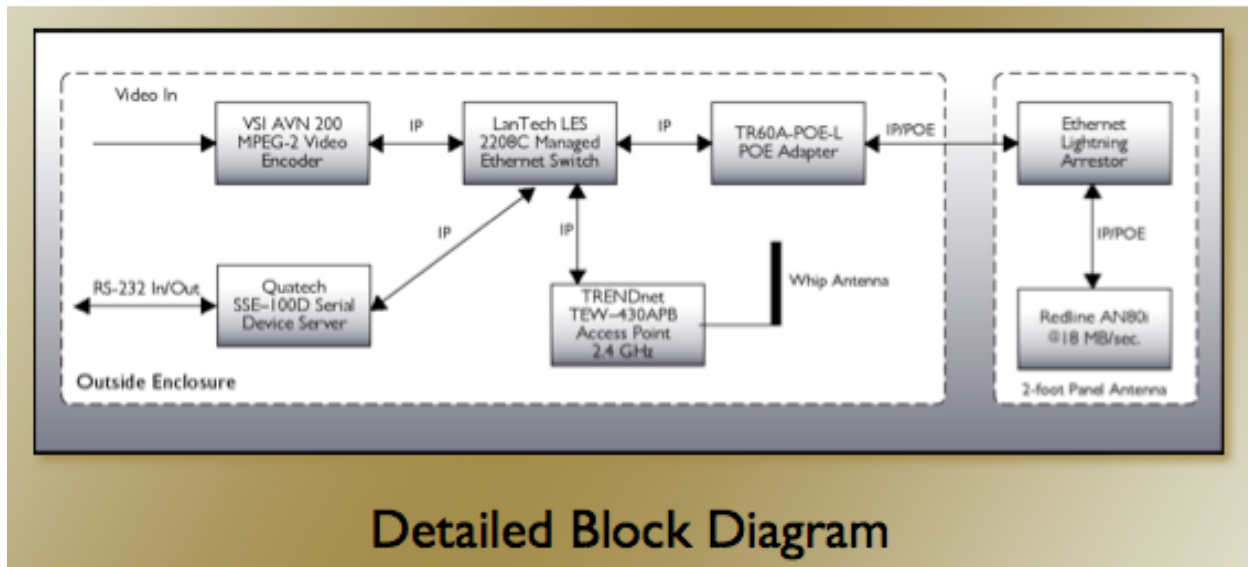 Video In
VSI AVN 200
MPEG-2 Video
Encoder
IP
LanTech LES
2208C Managed
Ethernet Switch
IP
TR60A-POE-L
POE Adapter
IP/POE
Ethernet
Lightning
Arrestor
IP
IP
IP/POE
RS-232 In/Out
Quatech
SSE-100D Serial
Device Server
TRENDnet
TEW-430APB
Access Point
2.4 GHz
Whip Antenna
Redline AN80i
@18 MB/sec.
Outside Enclosure
2-foot Panel Antenna
Detailed Block Diagram